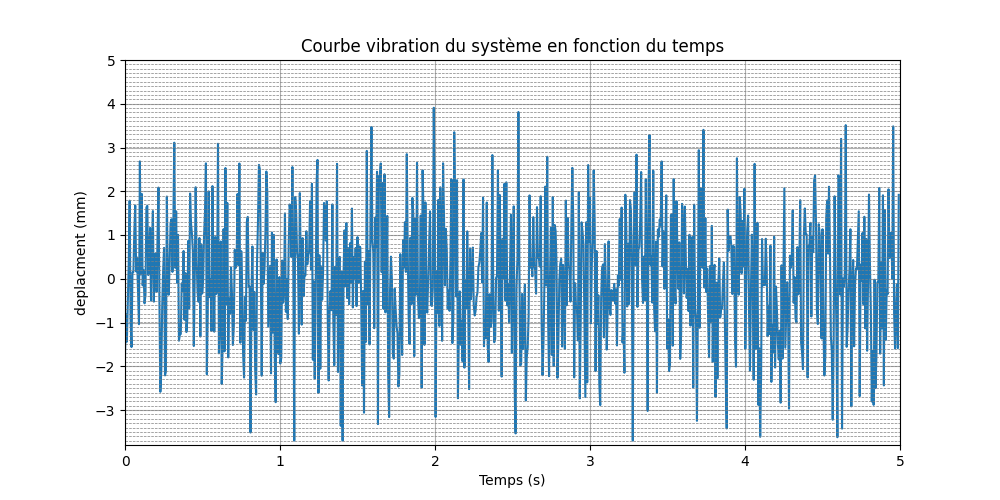 Courbe vibration du système en fonction du temps
deplacment (mm)
5
4
3
2
1
0
−1
−2
−3
0 1 2 3 4 5
Temps (s)